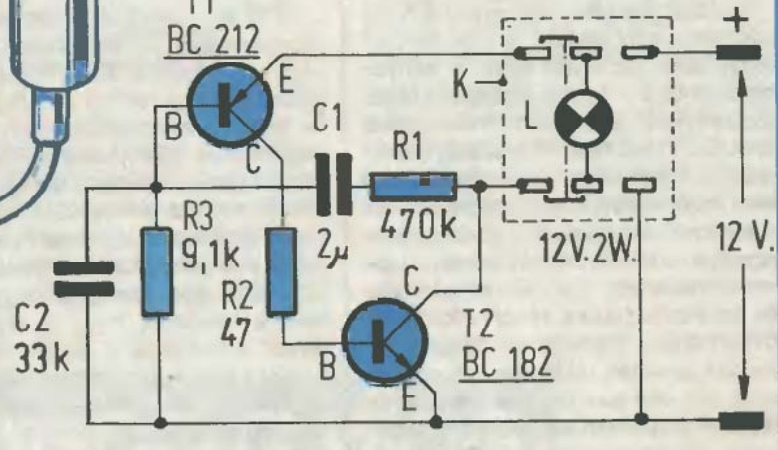 T1
BC 212
E
B
C
C1
2µ
R1
470k
K
L
+
12V.2W.
12 V.
R3
9,1k
R2
47
C2
33k
C
T2
BC 182
B
E